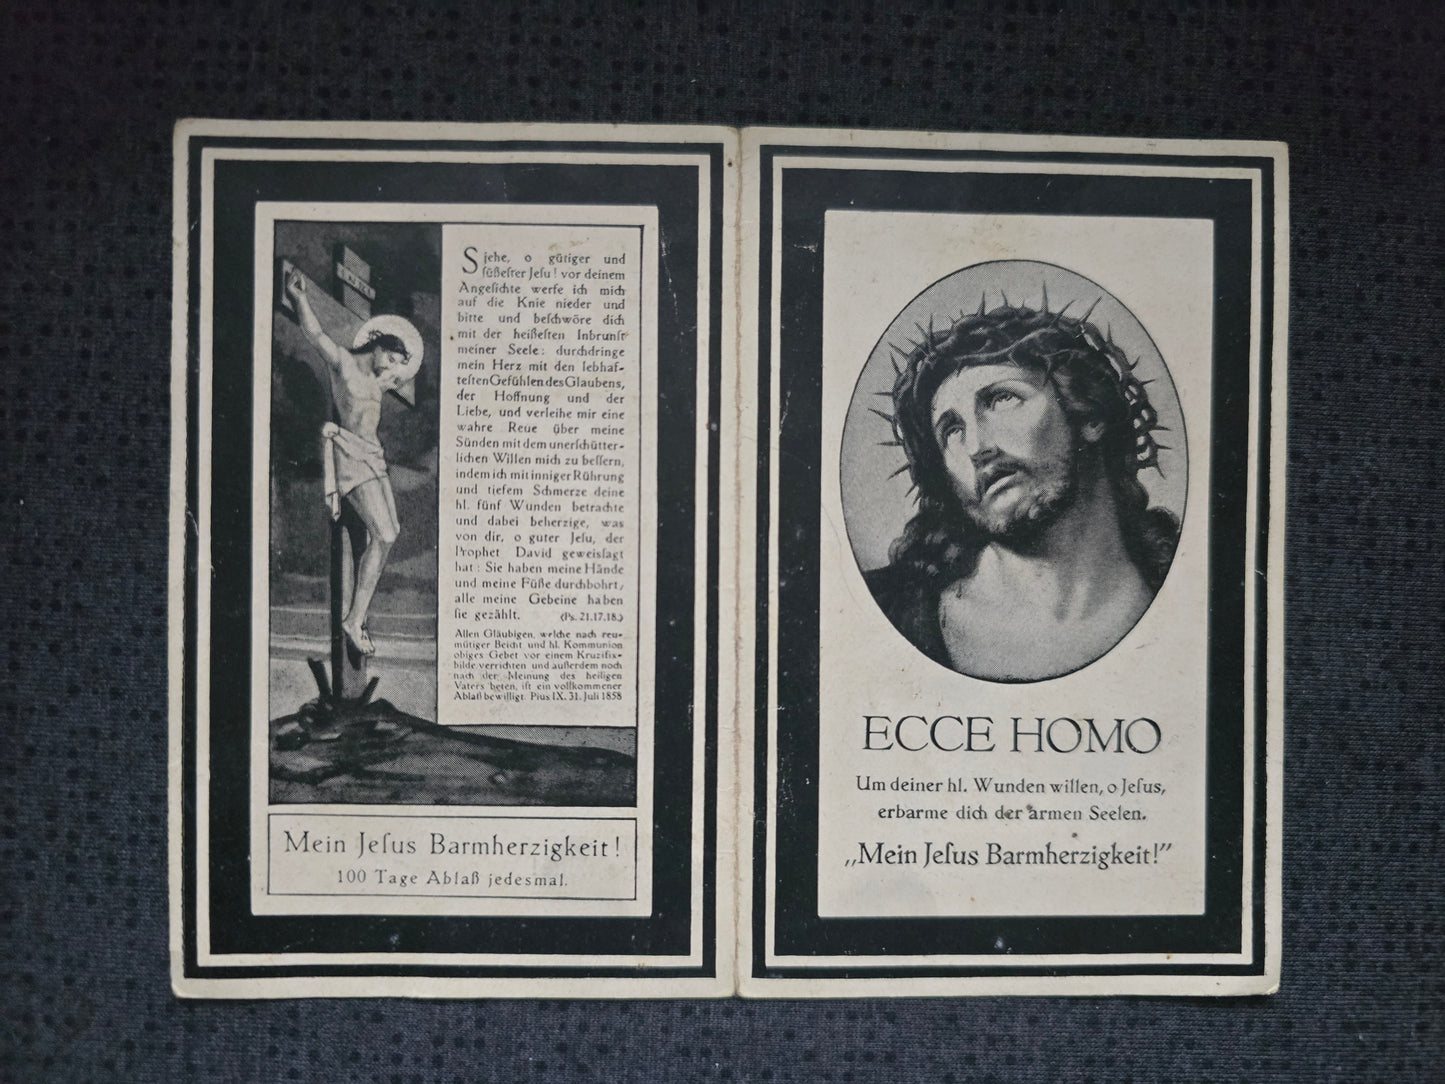 Siehe, o gütiger und
ſüßeſter Jeſu! vor deinem
Angeſichte werfe ich mich
auf die Knie nieder und
bitte und beſchwöre dich
mit der heißeſten Inbrunſt
meiner Seele: durchdringe
mein Herz mit den lebhaf-
teſten Gefühlen des Glaubens,
der Hoffnung und der
Liebe, und verleihe mir eine
wahre Reue über meine
Sünden mit dem unerſchütter-
lichen Willen mich zu beſſern,
indem ich mit inniger Rührung
und tiefem Schmerze deine
hl. fünf Wunden betrachte
und dabei beherzige, was
von dir, o guter Jeſu, der
Prophet David geweisſagt
hat: Sie haben meine Hände
und meine Füße durchbohrt,
alle meine Gebeine haben
ſie gezählt. (Ps. 21.17.18.)
Allen Gläubigen, welche nach reu-
mütiger Beicht und hl. Kommunion
obiges Gebet vor einem Kruzifix-
bilde verrichten und außerdem noch
nach der Meinung des heiligen
Vaters beten, iſt ein vollkommener
Ablaß bewilligt. Pius IX. 31. Juli 1858
Mein Jeſus Barmherzigkeit!
100 Tage Ablaß jedesmal.
ECCE HOMO
Um deiner hl. Wunden willen, o Jeſus,
erbarme dich der armen Seelen.
„Mein Jeſus Barmherzigkeit!”